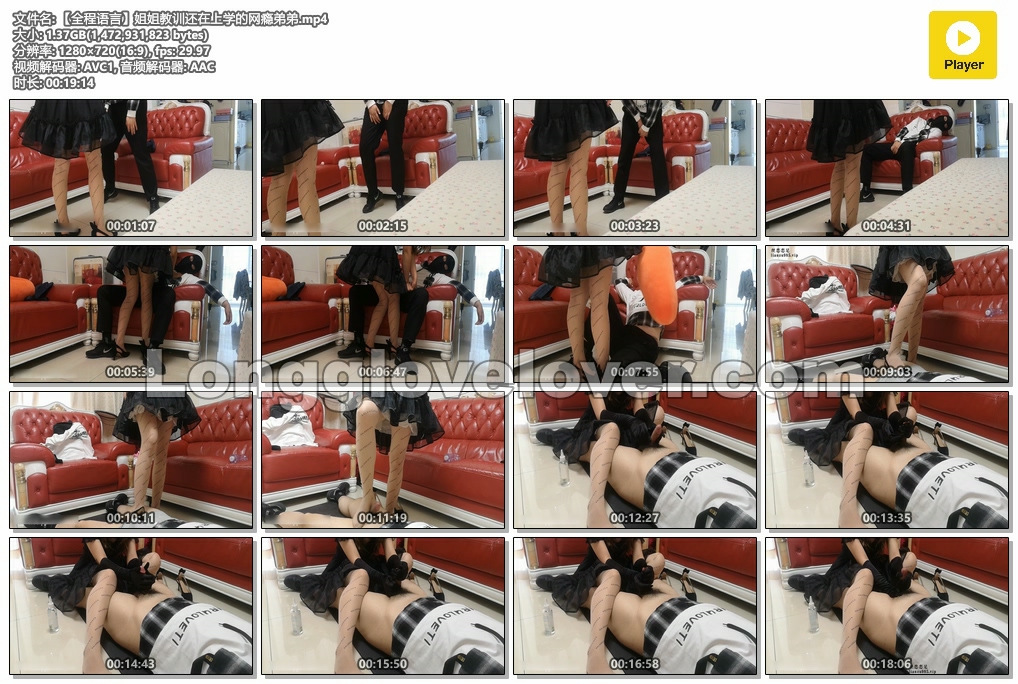 文件名: 【全程语言】姐姐教训还在上学的网瘾弟弟.mp4
大小: 1.37GB(1,472,931,823 bytes)
分辨率: 1280×720(16:9), fps: 29.97
视频解码器: AVC1, 音频解码器: AAC
时长: 00:19:14
Player
00:01:07
00:02:15
00:03:23
00:04:31
00:05:39
00:06:47
00:07:55
00:09:03
Longglovelover.com
00:10:11
00:11:19
00:12:27
00:13:35
00:14:43
00:15:50
00:16:58
00:18:06